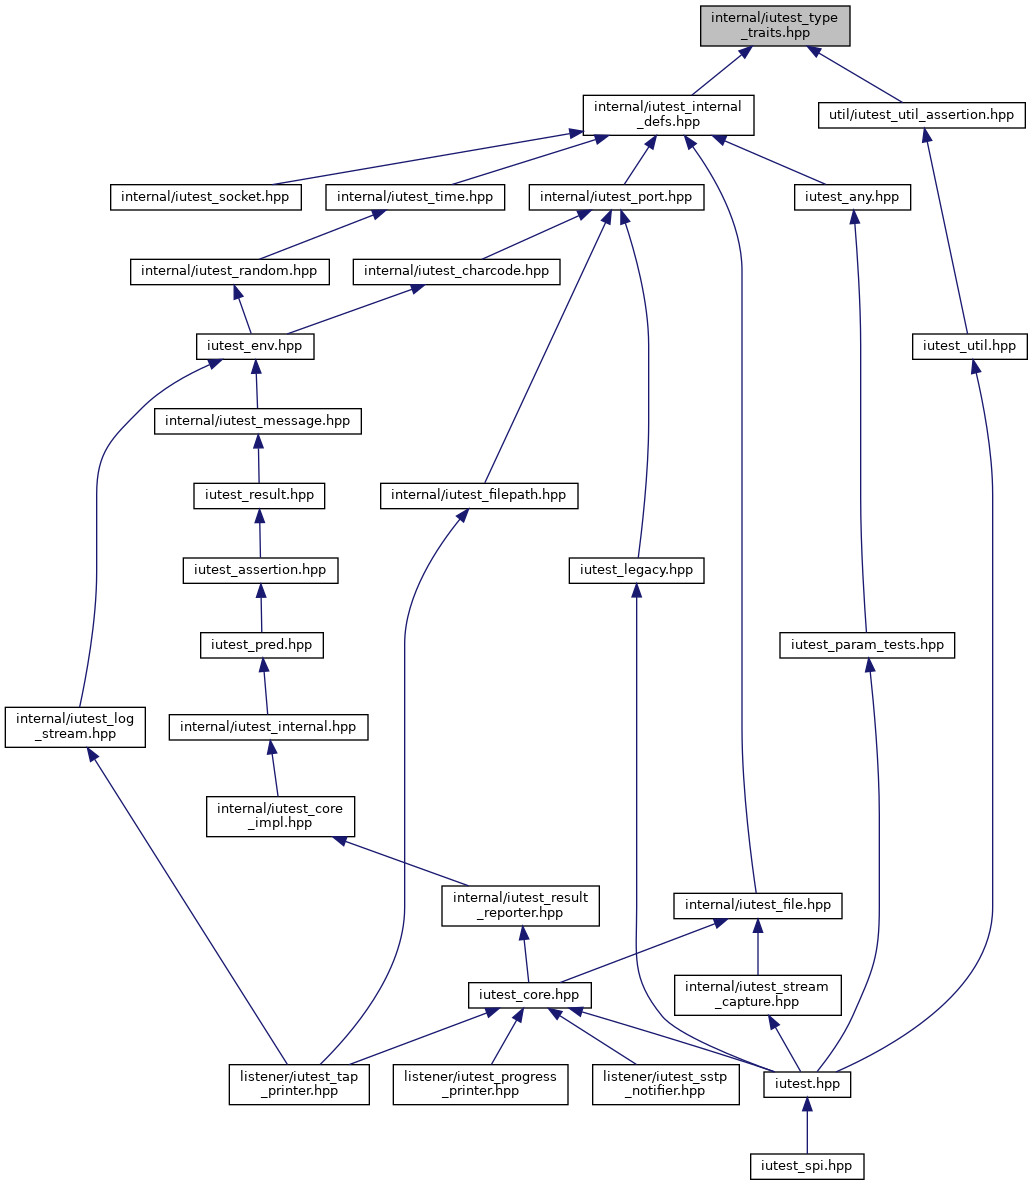 internal/iutest_type
_traits.hpp
internal/iutest_internal
_defs.hpp
util/iutest_util_assertion.hpp
internal/iutest_socket.hpp
internal/iutest_time.hpp
internal/iutest_port.hpp
iutest_any.hpp
internal/iutest_random.hpp
internal/iutest_charcode.hpp
iutest_env.hpp
iutest_util.hpp
internal/iutest_message.hpp
iutest_result.hpp
internal/iutest_filepath.hpp
iutest_assertion.hpp
iutest_legacy.hpp
iutest_pred.hpp
iutest_param_tests.hpp
internal/iutest_log
_stream.hpp
internal/iutest_internal.hpp
internal/iutest_core
_impl.hpp
internal/iutest_result
_reporter.hpp
internal/iutest_file.hpp
iutest_core.hpp
internal/iutest_stream
_capture.hpp
listener/iutest_tap
_printer.hpp
listener/iutest_progress
_printer.hpp
listener/iutest_sstp
_notifier.hpp
iutest.hpp
iutest_spi.hpp